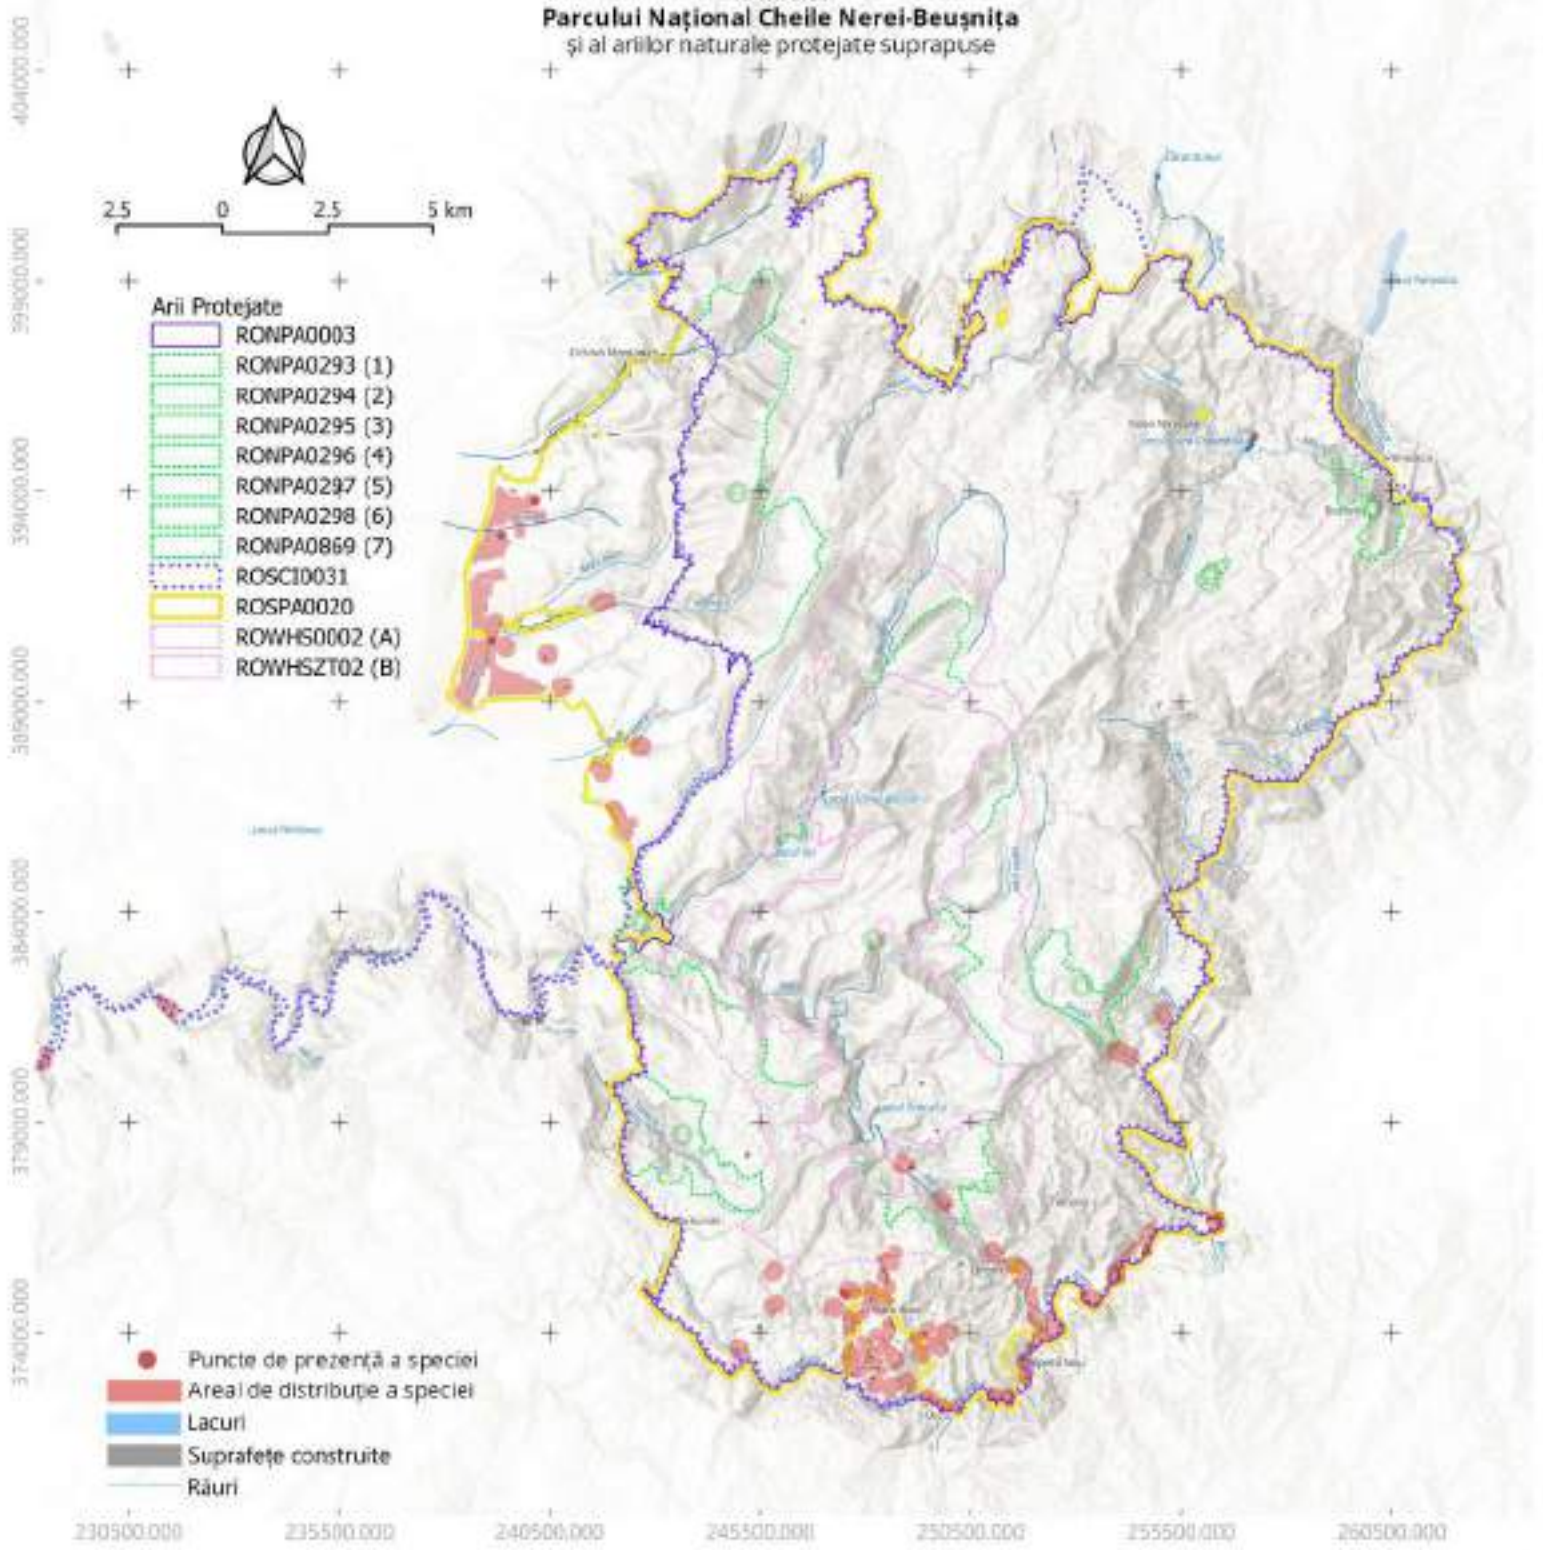 Parcului Național Cheile Nerei-Beușnița
și al ariilor naturale protejate suprapuse
404000.000
399000.000
394000.000
389000.000
384000.000
379000.000
374000.000
2.5 0 2.5 5 km
Arii Protejate
RONPA0003
RONPA0293 (1)
RONPA0294 (2)
RONPA0295 (3)
RONPA0296 (4)
RONPA0297 (5)
RONPA0298 (6)
RONPA0869 (7)
ROSCI0031
ROSPA0020
ROWHS0002 (A)
ROWHSZT02 (B)
Puncte de prezență a speciei
Areal de distribuție a speciei
Lacuri
Suprafețe construite
Râuri
230500.000 235500.000 240500.000 245500.000 250500.000 255500.000 260500.000